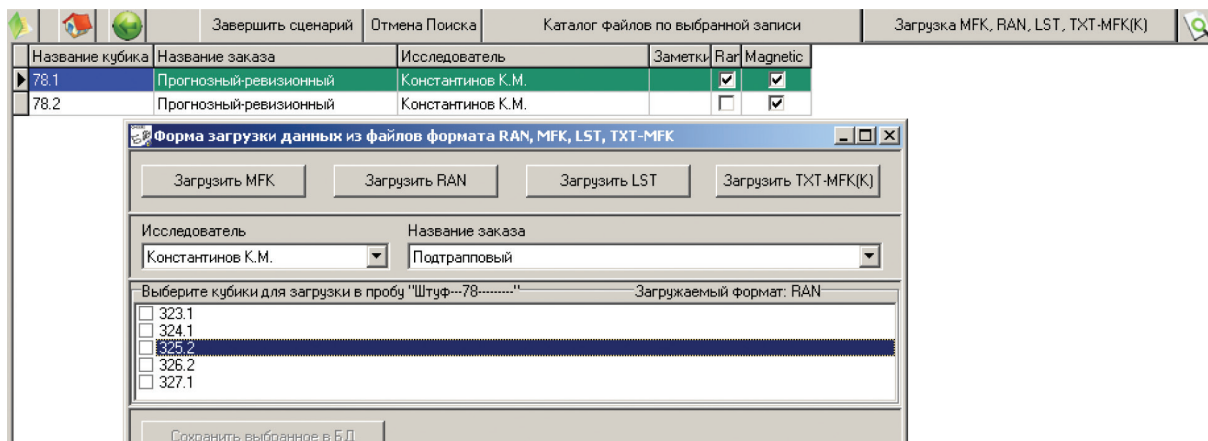 Завершить сценарий Отмена Поиска Каталог файлов по выбранной записи Загрузка MFK, RAN, LST, TXT-MFK(K)
Название кубика Название заказа Исследователь Заметки Ran Magnetic
78.1 Прогнозный-ревизионный Константинов К.М.
78.2 Прогнозный-ревизионный Константинов К.М.
Форма загрузки данных из файлов формата RAN, MFK, LST, TXT-MFK
Загрузить MFK Загрузить RAN Загрузить LST Загрузить TXT-MFK(K)
Исследователь Название заказа
Константинов К.М. Подтрапповый
Выберите кубики для загрузки в пробу "Штуф---78---------" Загружаемый формат: RAN
323.1
324.1
325.2
326.2
327.1
Сохранить выбранное в БД